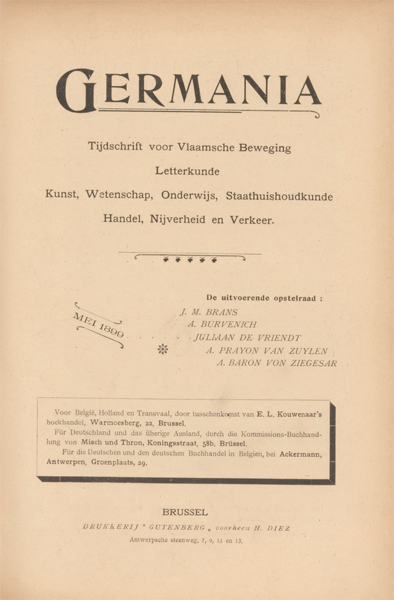 GERMANIA
Tijdschrift voor Vlaamsche Beweging
Letterkunde
Kunst, Wetenschap, Onderwijs, Staathuishoudkunde
Handel, Nijverheid en Verkeer.
De uitvoerende opstelraad :
MEI 1899
J. M. BRANS
A. BURVENICH
JULIAAN DE VRIENDT
A. PRAYON VAN ZUYLEN
A. BARON VON ZIEGESAR
Voor België, Holland en Transvaal, door tusschenkomst van E. L. Kouwenaar's
boekhandel, Warmoesberg, 22, Brussel.
Für Deutschland und das übrige Ausland, durch die Kommissions-Buchhand-
lung von Misch und Thron, Koningsstraat, 58b, Brüssel.
Für die Deutschen und den deutschen Buchhandel in Belgien, bei Ackermann,
Antwerpen, Groenplaats, 29.
BRUSSEL
DRUKKERIJ " GUTENBERG „ voorheen H. DIEZ
Antwerpsche steenweg, 7, 9, 11 en 13.